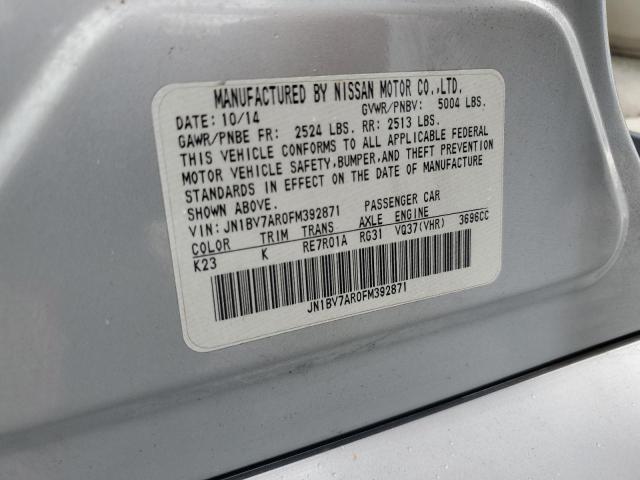 MANUFACTURED BY NISSAN MOTOR CO.,LTD.
DATE: 10/14 GVWR/PNBV: 5004 LBS.
GAWR/PNBE FR: 2524 LBS. RR: 2513 LBS.
THIS VEHICLE CONFORMS TO ALL APPLICABLE FEDERAL
MOTOR VEHICLE SAFETY,BUMPER,AND THEFT PREVENTION
STANDARDS IN EFFECT ON THE DATE OF MANUFACTURE
SHOWN ABOVE.
VIN: JN1BV7AR0FM392871 PASSENGER CAR
COLOR TRIM TRANS AXLE ENGINE
K23 K RE7R01A RG31 VQ37(VHR) 3696CC
JN1BV7AR0FM392871